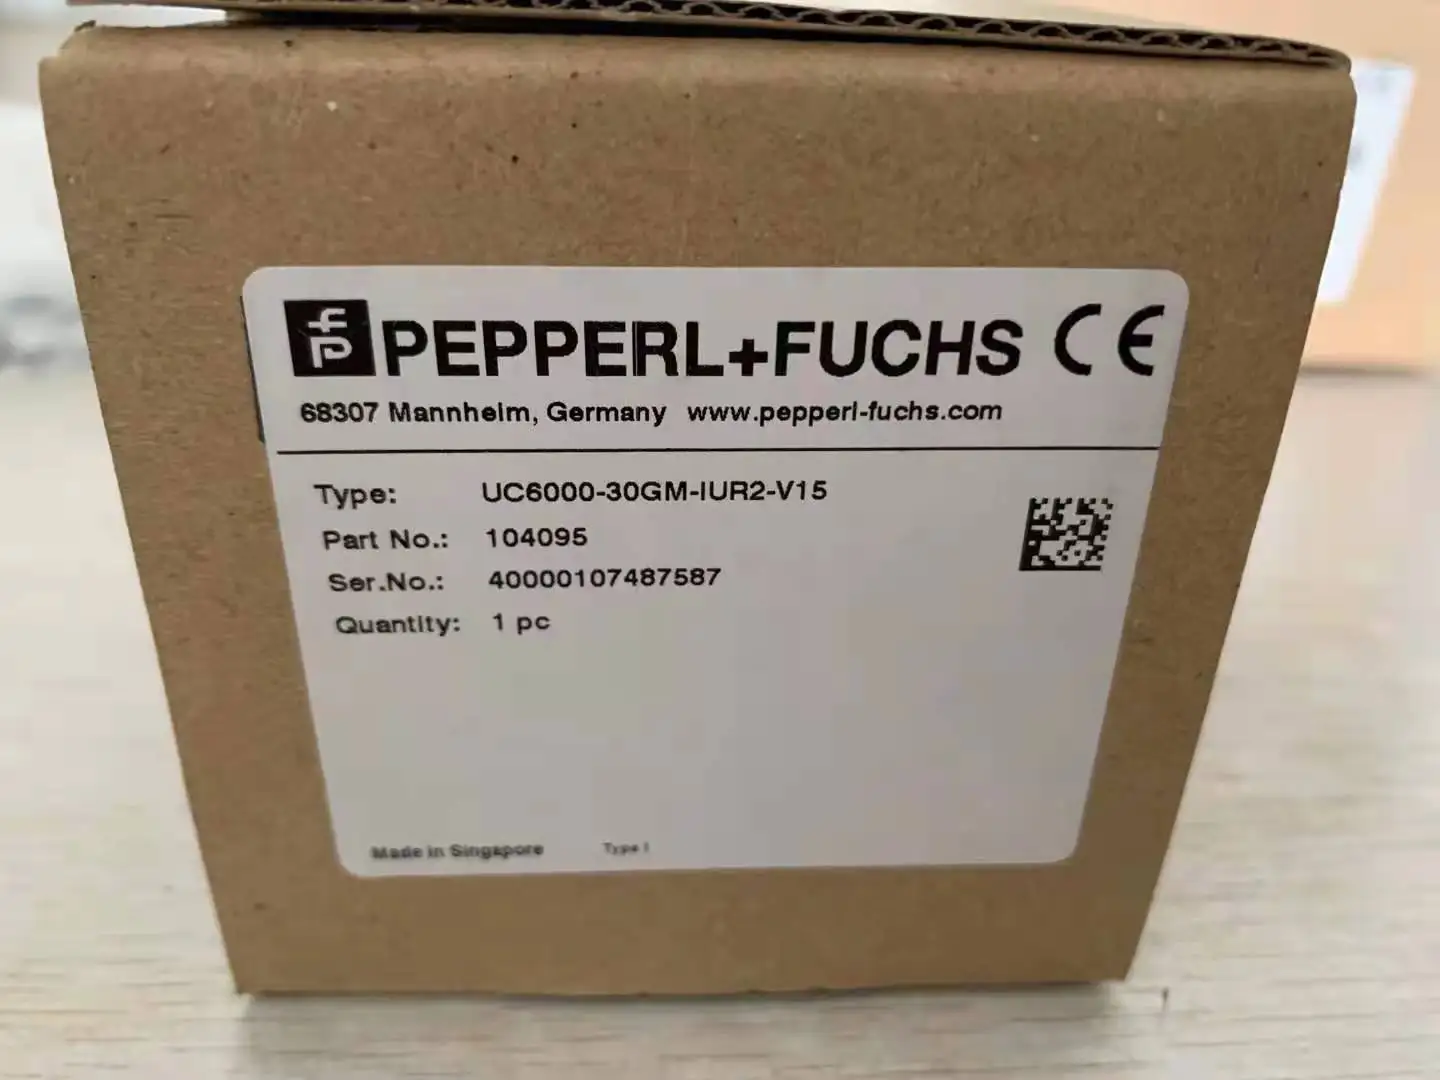 PEPPERL+FUCHS CE
68307 Mannheim, Germany www.pepperl-fuchs.com
Type: UC6000-30GM-IUR2-V15
Part No.: 104095
Ser.No.: 40000107487587
Quantity: 1 pc
Made in Singapore Type I